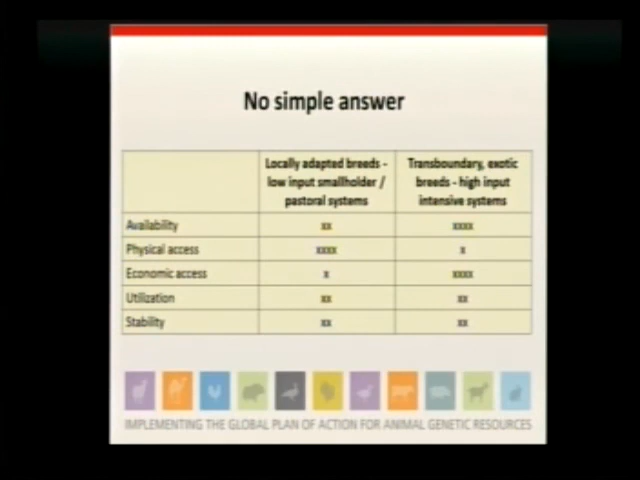 No simple answer
Locally adapted breeds -
low input smallholder /
pastoral systems
Transboundary, exotic
breeds - high input
intensive systems
Availability xx xxxx
Physical access xxxx x
Economic access x xxxx
Utilization xx xx
Stability xx xx
IMPLEMENTING THE GLOBAL PLAN OF ACTION FOR ANIMAL GENETIC RESOURCES